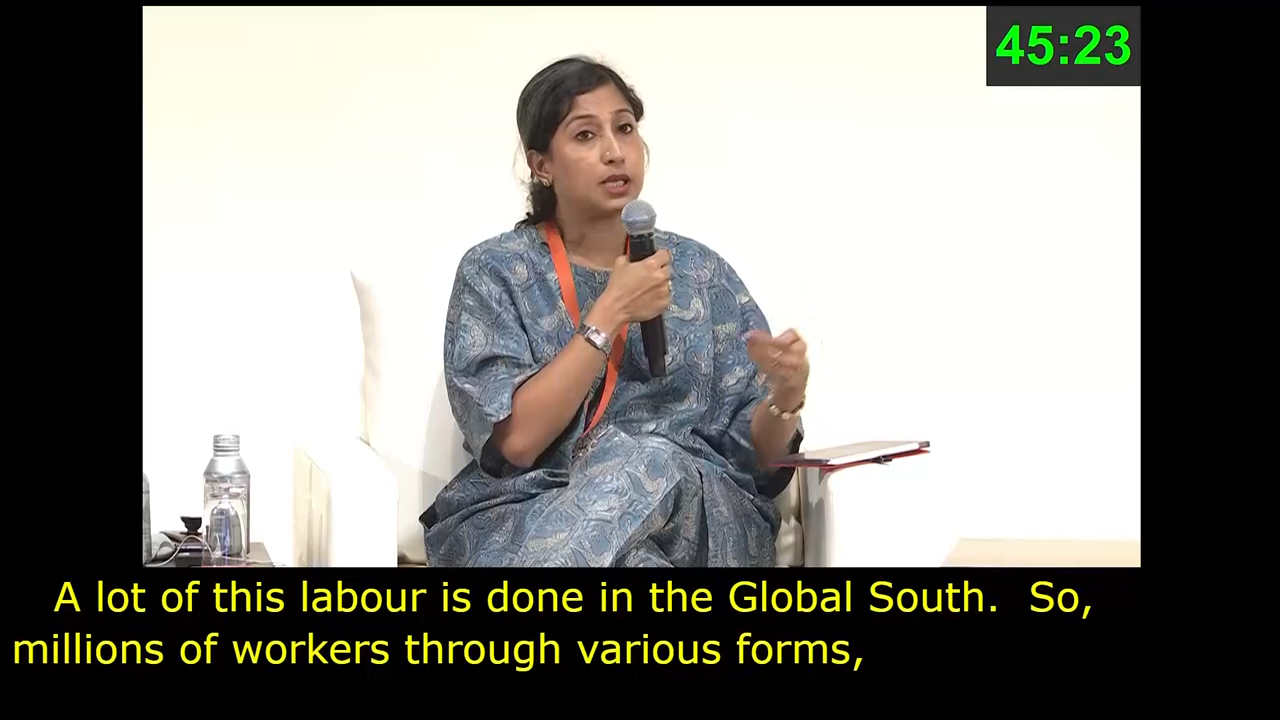 45:23
A lot of this labour is done in the Global South.  So,
millions of workers through various forms,